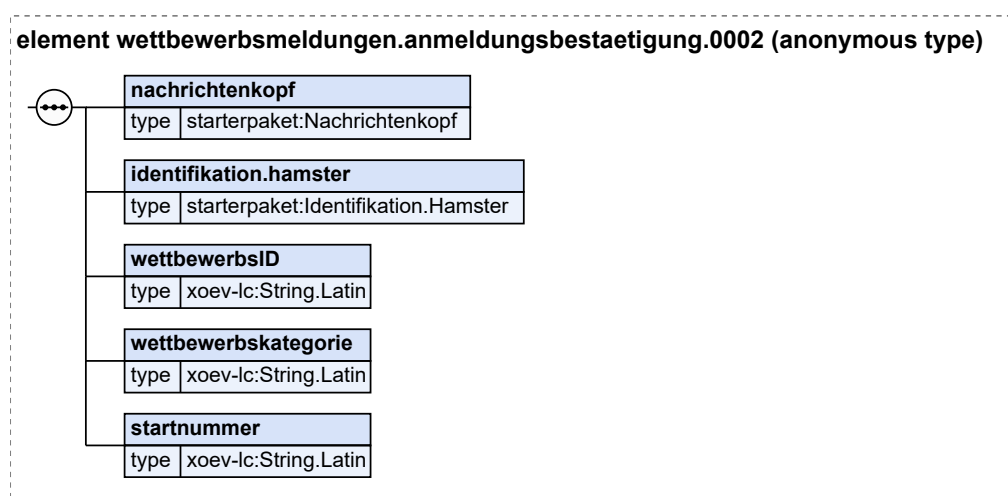 element wettbewerbsmeldungen.anmeldungsbestaetigung.0002 (anonymous type)
nachrichtenkopf
type starterpaket:Nachrichtenkopf
identifikation.hamster
type starterpaket:Identifikation.Hamster
wettbewerbsID
type xoev-lc:String.Latin
wettbewerbskategorie
type xoev-lc:String.Latin
startnummer
type xoev-lc:String.Latin